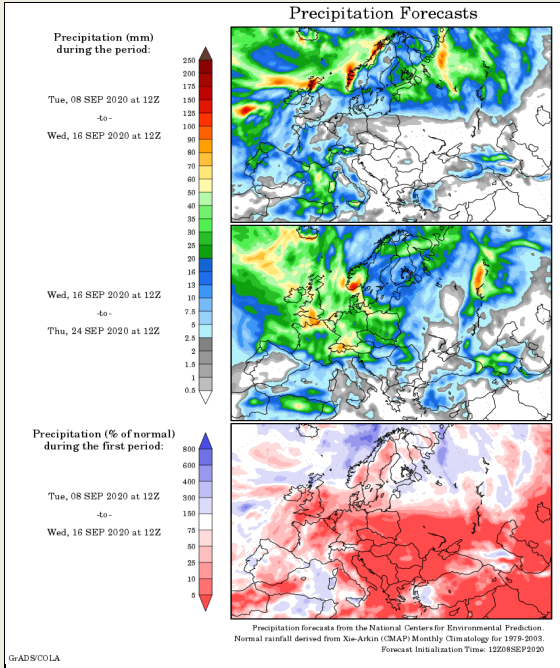 Precipitation Forecasts
Precipitation (mm)
during the period:
Tue, 08 SEP 2020 at 12Z
-to-
Wed, 16 SEP 2020 at 12Z
250
200
175
150
125
100
90
80
70
60
50
40
35
30
25
20
16
13
10
7.5
5
2.5
2
1.5
1
0.5
Wed, 16 SEP 2020 at 12Z
-to-
Thu, 24 SEP 2020 at 12Z
Precipitation (% of normal)
during the first period:
Tue, 08 SEP 2020 at 12Z
-to-
Wed, 16 SEP 2020 at 12Z
800
600
400
300
150
75
50
25
10
5
Precipitation forecasts from the National Centers for Environmental Prediction.
Normal rainfall derived from Xie-Arkin (CMAP) Monthly Climatology for 1979-2003.
Forecast Initialization Time: 12Z08SEP2020
GrADS/COLA